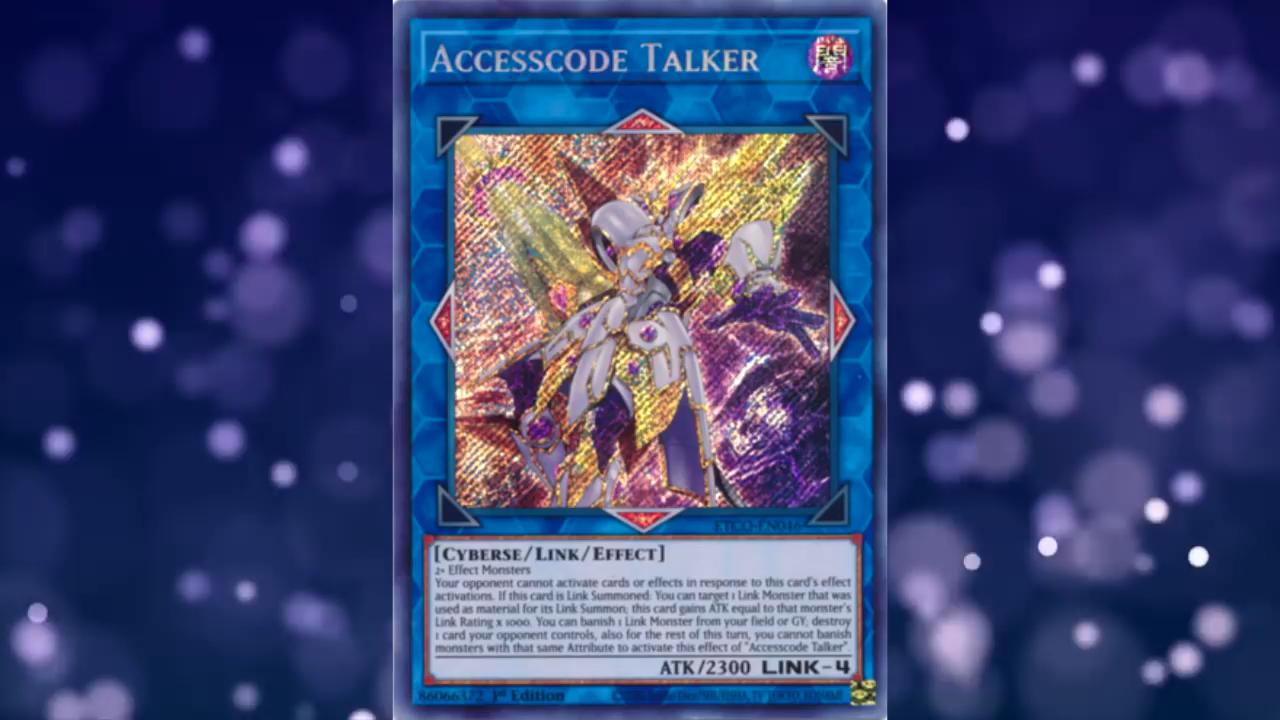 ACCESSCODE TALKER
闇
ETCO-EN046
[CYBERSE/LINK/EFFECT]
2+ Effect Monsters
Your opponent cannot activate cards or effects in response to this card's effect
activations. If this card is Link Summoned: You can target 1 Link Monster that was
used as material for its Link Summon; this card gains ATK equal to that monster's
Link Rating x 1000. You can banish 1 Link Monster from your field or GY; destroy
1 card your opponent controls, also for the rest of this turn, you cannot banish
monsters with that same Attribute to activate this effect of "Accesscode Talker".
ATK/2300 LINK-4
86066372 1st Edition TV TOKYO, KONAMI